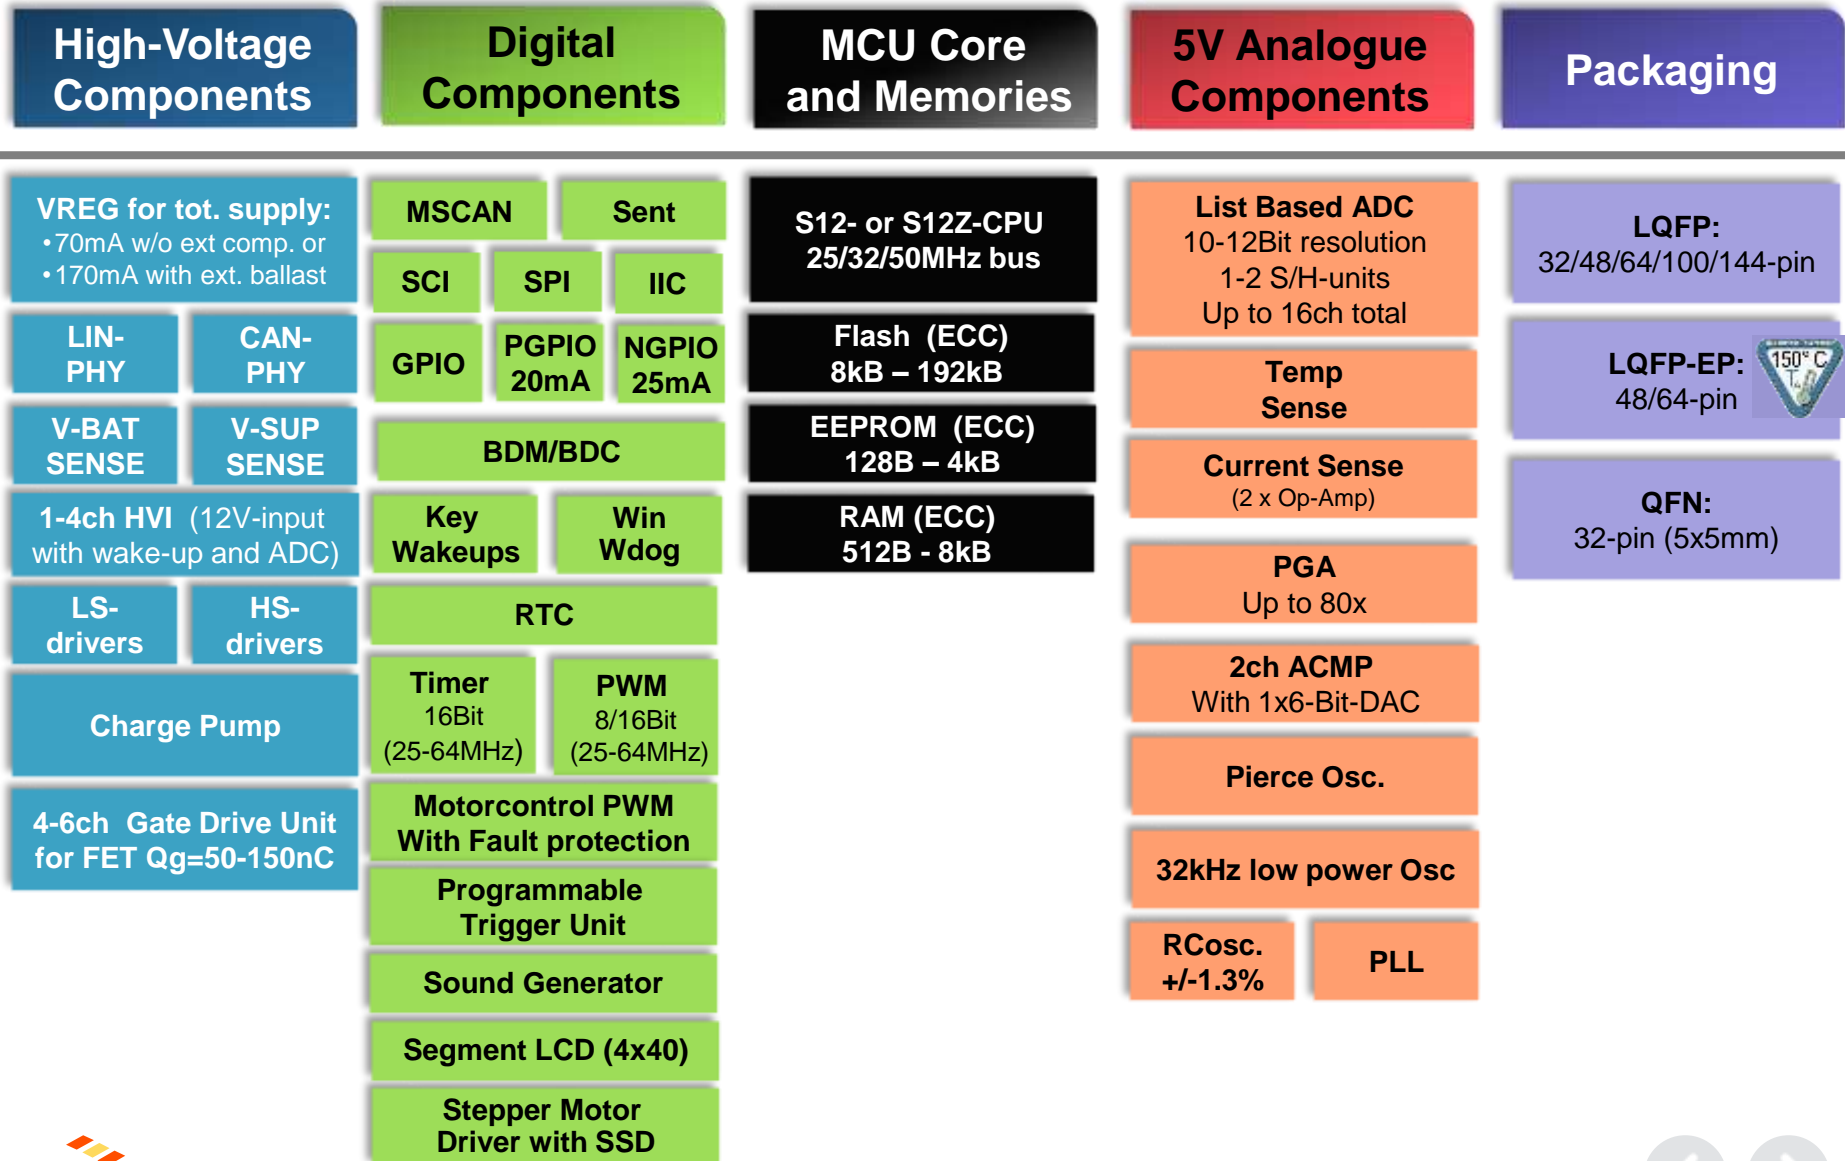 High-Voltage
Components
Digital
Components
MCU Core
and Memories
5V Analogue
Components
Packaging
VREG for tot. supply:
•70mA w/o ext comp. or
•170mA with ext. ballast
LIN-
PHY
CAN-
PHY
V-BAT
SENSE
V-SUP
SENSE
1-4ch HVI (12V-input
with wake-up and ADC)
LS-
drivers
HS-
drivers
Charge Pump
4-6ch Gate Drive Unit
for FET Qg=50-150nC
MSCAN
Sent
SCI
SPI
IIC
GPIO
PGPIO
20mA
NGPIO
25mA
BDM/BDC
Key
Wakeups
Win
Wdog
RTC
Timer
16Bit
(25-64MHz)
PWM
8/16Bit
(25-64MHz)
Motorcontrol PWM
With Fault protection
Programmable
Trigger Unit
Sound Generator
Segment LCD (4x40)
Stepper Motor
Driver with SSD
S12- or S12Z-CPU
25/32/50MHz bus
Flash (ECC)
8kB – 192kB
EEPROM (ECC)
128B – 4kB
RAM (ECC)
512B - 8kB
List Based ADC
10-12Bit resolution
1-2 S/H-units
Up to 16ch total
Temp
Sense
Current Sense
(2 x Op-Amp)
PGA
Up to 80x
2ch ACMP
With 1x6-Bit-DAC
Pierce Osc.
32kHz low power Osc
RCosc.
+/-1.3%
PLL
LQFP:
32/48/64/100/144-pin
LQFP-EP:
48/64-pin
150° C
QFN:
32-pin (5x5mm)